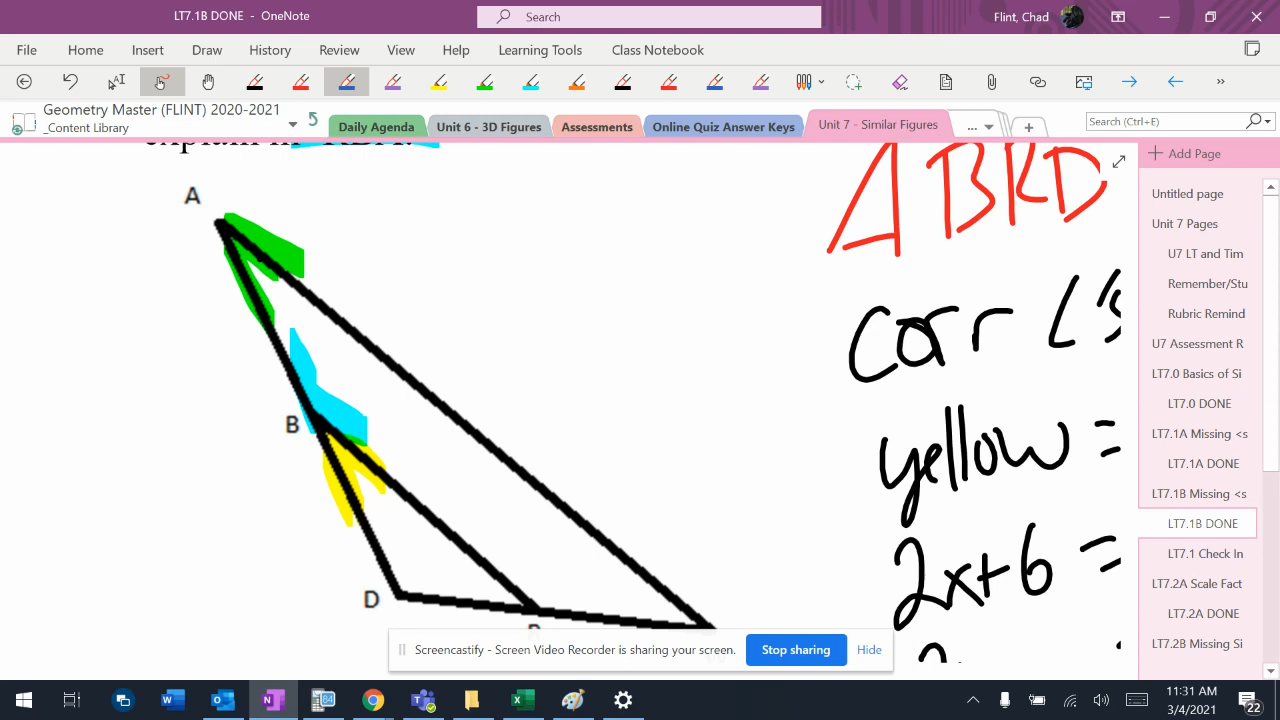 LT7.1B DONE - OneNote
Search
Flint, Chad
File Home Insert Draw History Review View Help Learning Tools Class Notebook
Geometry Master (FLINT) 2020-2021
_Content Library
Daily Agenda
Unit 6 - 3D Figures
Assessments
Online Quiz Answer Keys
Unit 7 - Similar Figures
...
+
Search (Ctrl+E)
Add Page
Untitled page
Unit 7 Pages
U7 LT and Tim
Remember/Stu
Rubric Remind
U7 Assessment R
LT7.0 Basics of Si
LT7.0 DONE
LT7.1A Missing <s
LT7.1A DONE
LT7.1B Missing <s
LT7.1B DONE
LT7.1 Check In
LT7.2A Scale Fact
LT7.2A DONE
LT7.2B Missing Si
A
B
D
Δ BRD
corr <'s
yellow =
2x+6 =
Screencastify - Screen Video Recorder is sharing your screen.
Stop sharing
Hide
84
11:31 AM
3/4/2021
22